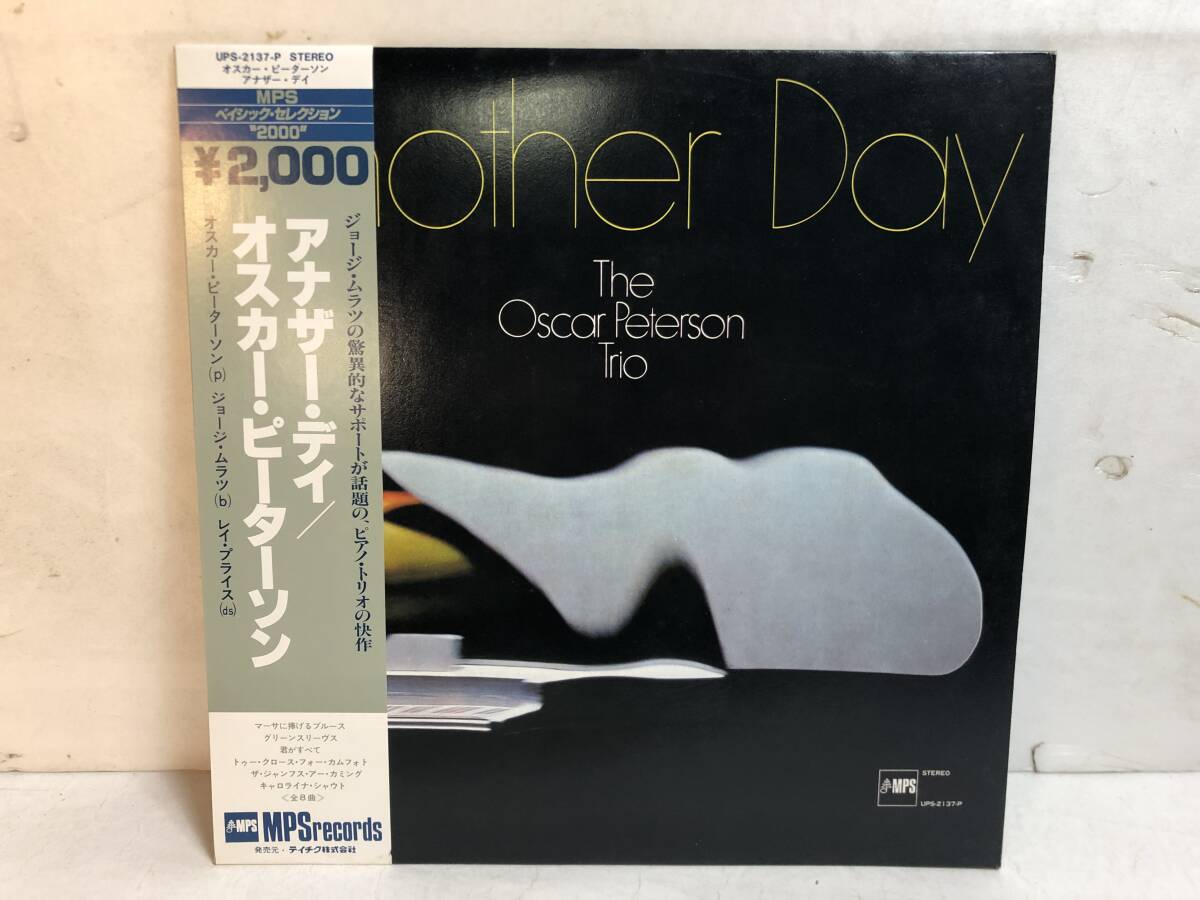 UPS-2137-P STEREO
オスカー・ピーターソン
アナザー・デイ
MPS
ベイシック・セレクション
"2000"
¥2,000
ジョージ・ムラツの驚異的なサポートが話題の、ピアノ・トリオの快作
アナザー・デイ/
オスカー・ピーターソン
オスカー・ピーターソン(p) ジョージ・ムラツ(b) レイ・プライス(ds)
マーサに捧げるブルース
グリーンスリーヴス
君がすべて
トゥー・クロース・フォー・カムフォト
ザ・ジャンフス・アー・カミング
キャロライナ・シャウト
<全8曲>
MPS MPSrecords
発売元・テイチク株式会社
nother Day
The
Oscar Peterson
Trio
MPS
STEREO
UPS-2137-P